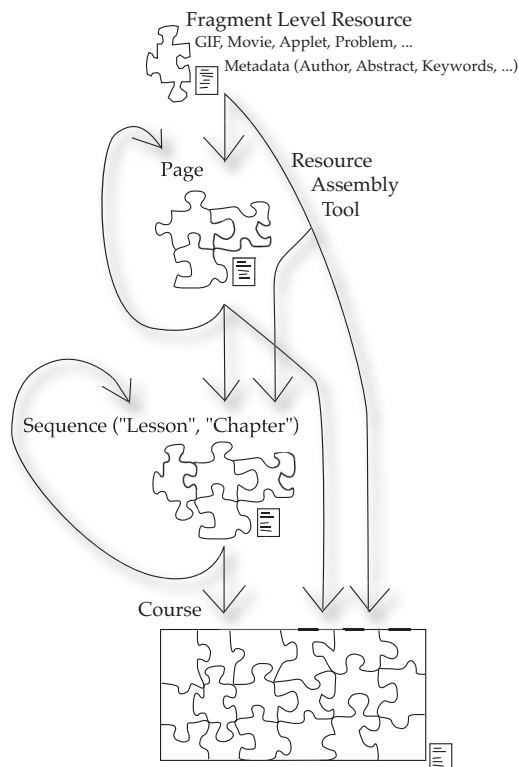 Fragment Level Resource
GIF, Movie, Applet, Problem, ...
Metadata (Author, Abstract, Keywords, ...)
Resource
Assembly
Tool
Page
Sequence ("Lesson", "Chapter")
Course